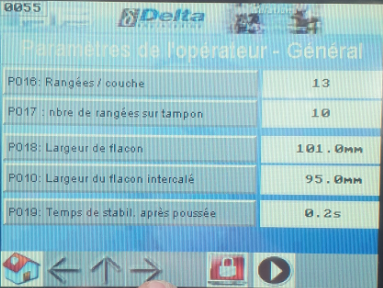 0055
Delta
Paramètres de l'opérateur - Général
P016: Rangées / couche 13
P017 : nbre de rangées sur tampon 10
P018: Largeur de flacon 101.0mm
P010: Largeur du flacon intercalé 95.0mm
P019: Temps de stabil. après poussée 0.2s